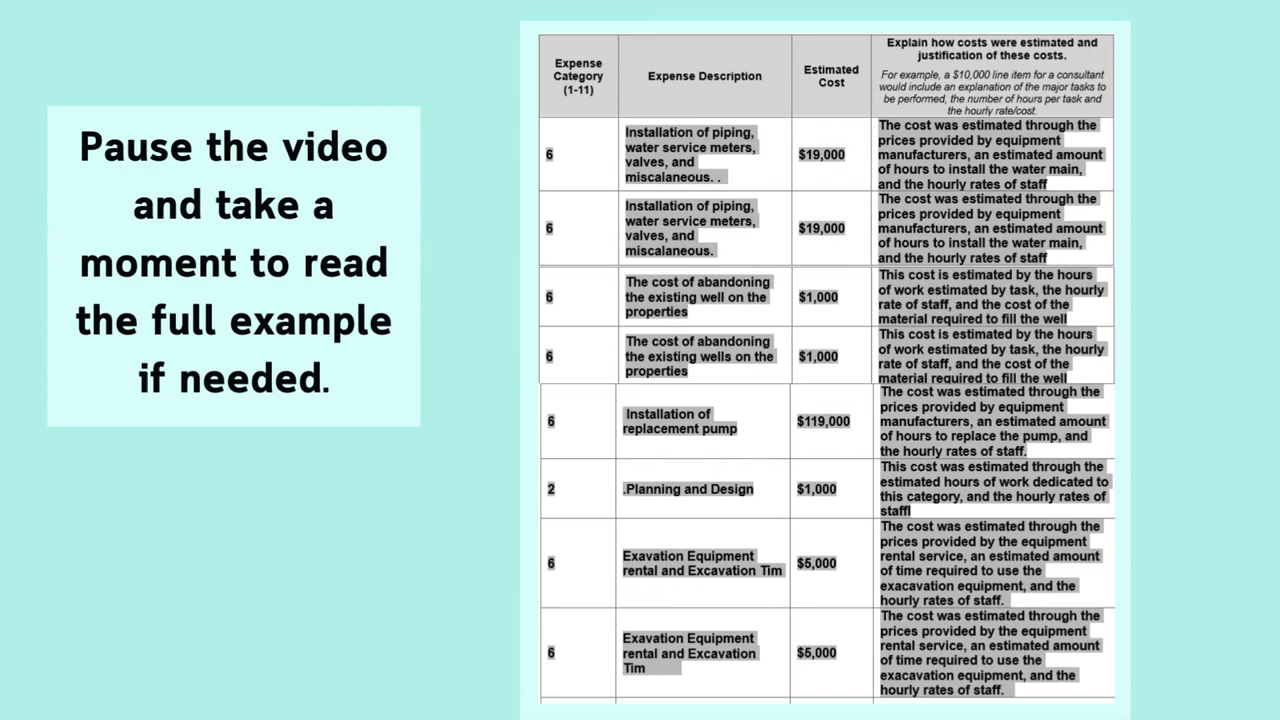 Pause the video
and take a
moment to read
the full example
if needed.
Expense
Category
(1-11)
Expense Description
Estimated
Cost
Explain how costs were estimated and
justification of these costs.
For example, a $10,000 line item for a consultant
would include an explanation of the major tasks to
be performed, the number of hours per task and
the hourly rate/cost.
6
Installation of piping,
water service meters,
valves, and
miscalaneous. .
$19,000
The cost was estimated through the
prices provided by equipment
manufacturers, an estimated amount
of hours to install the water main,
and the hourly rates of staff
6
Installation of piping,
water service meters,
valves, and
miscalaneous.
$19,000
The cost was estimated through the
prices provided by equipment
manufacturers, an estimated amount
of hours to install the water main,
and the hourly rates of staff
6
The cost of abandoning
the existing well on the
properties
$1,000
This cost is estimated by the hours
of work estimated by task, the hourly
rate of staff, and the cost of the
material required to fill the well
6
The cost of abandoning
the existing wells on the
properties
$1,000
This cost is estimated by the hours
of work estimated by task, the hourly
rate of staff, and the cost of the
material required to fill the well
6
Installation of
replacement pump
$119,000
The cost was estimated through the
prices provided by equipment
manufacturers, an estimated amount
of hours to replace the pump, and
the hourly rates of staff.
2
.Planning and Design
$1,000
This cost was estimated through the
estimated hours of work dedicated to
this category, and the hourly rates of
staffl
6
Exavation Equipment
rental and Excavation Tim
$5,000
The cost was estimated through the
prices provided by the equipment
rental service, an estimated amount
of time required to use the
exacavation equipment, and the
hourly rates of staff.
6
Exavation Equipment
rental and Excavation
Tim
$5,000
The cost was estimated through the
prices provided by the equipment
rental service, an estimated amount
of time required to use the
exacavation equipment, and the
hourly rates of staff.